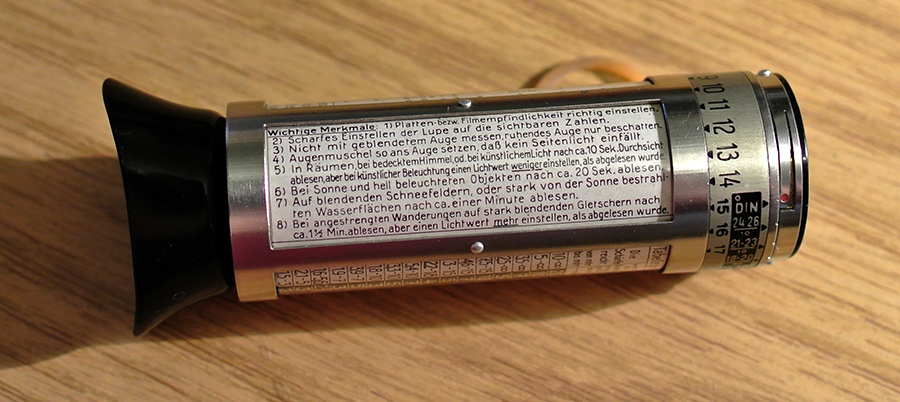 Wichtige Merkmale: 1) Platten- bezw. Filmempfindlichkeit richtig einstellen.
2) Scharfes Einstellen der Lupe auf die sichtbaren Zahlen.
3) Nicht mit geblendetem Auge messen, ruhendes Auge nur beschatten.
4) Augenmuschel so ans Auge setzen, daß kein Seitenlicht einfällt.
5) In Räumen, bei bedecktem Himmel, od. bei künstlichem Licht nach ca. 10 Sek. Durchsicht
ablesen, aber bei künstlicher Beleuchtung einen Lichtwert weniger einstellen, als abgelesen wurde
6) Bei Sonne und hell beleuchteten Objekten nach ca. 20 Sek. ablesen
7) Auf blendenden Schneefeldern, oder stark von der Sonne bestrahl-
ten Wasserflächen nach ca. einer Minute ablesen.
8) Bei angestrengten Wanderungen auf stark blendenden Gletschern nach
ca. 1½ Min. ablesen, aber einen Lichtwert mehr einstellen, als abgelesen wurde.
9 10 11 12 13 14 15 16 17
DIN
24-26
10
21-23
10